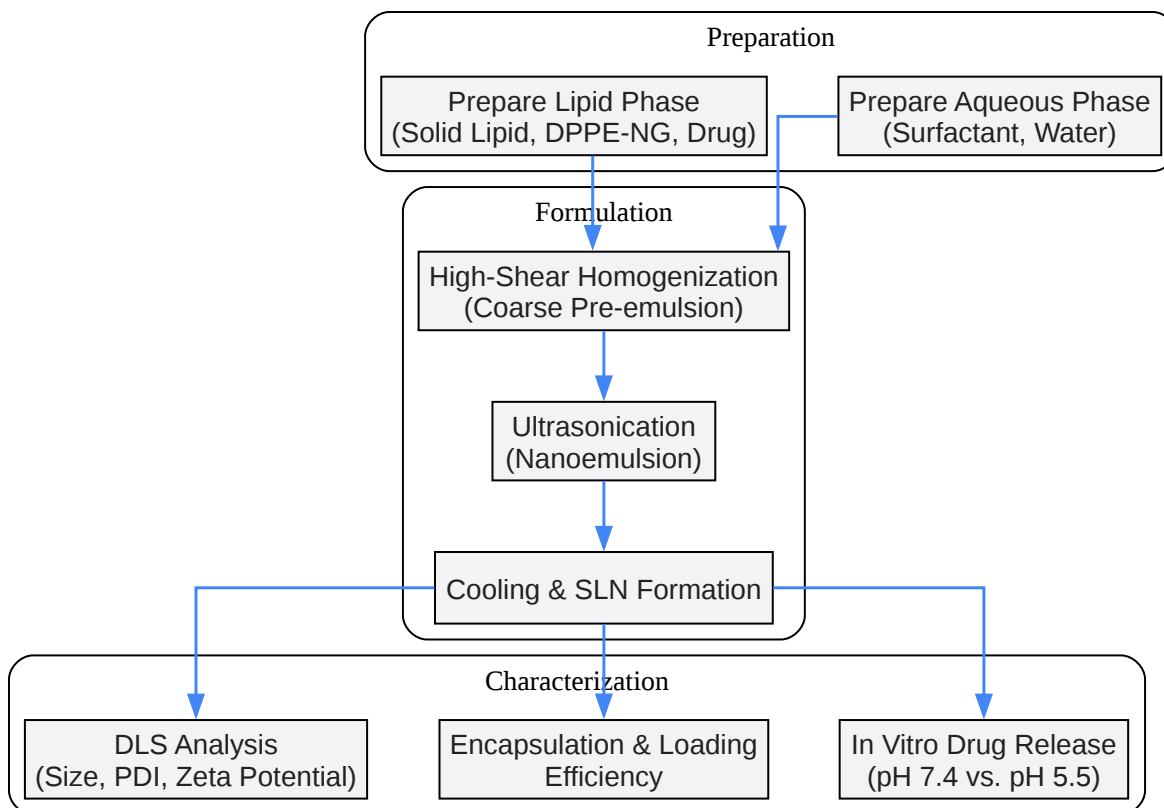 Preparation
Prepare Lipid Phase
(Solid Lipid, DPPE-NG, Drug)
Prepare Aqueous Phase
(Surfactant, Water)
Formulation
High-Shear Homogenization
(Coarse Pre-emulsion)
Ultrasonication
(Nanoemulsion)
Cooling & SLN Formation
Characterization
DLS Analysis
(Size, PDI, Zeta Potential)
Encapsulation & Loading
Efficiency
In Vitro Drug Release
(pH 7.4 vs. pH 5.5)